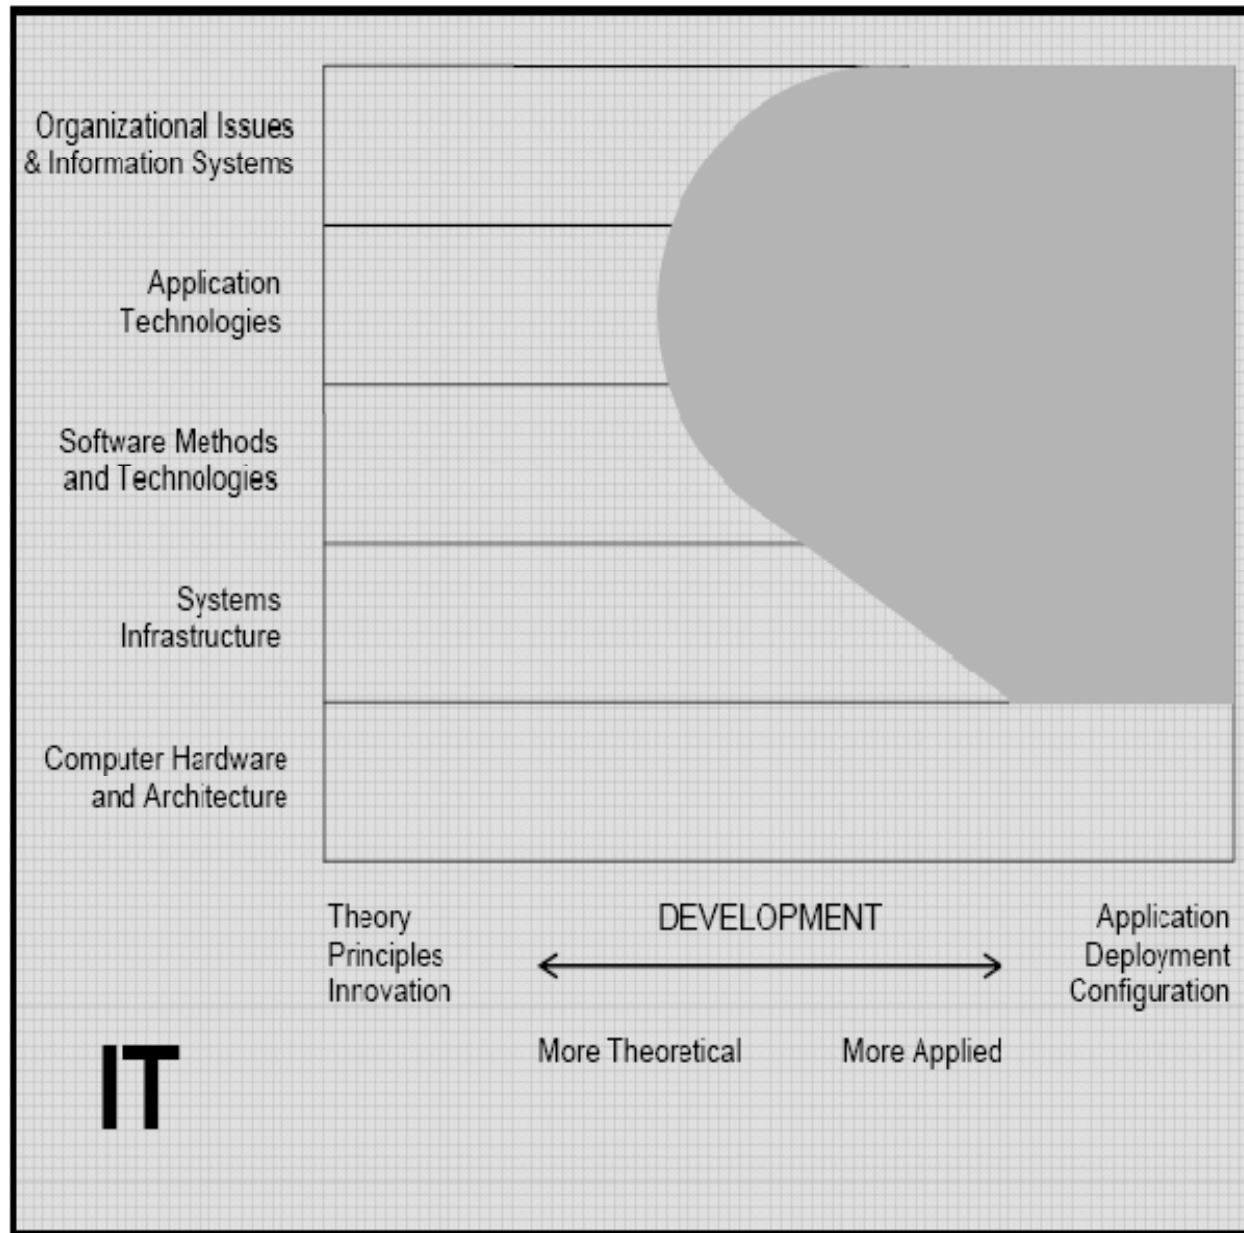 Organizational Issues
& Information Systems
Application
Technologies
Software Methods
and Technologies
Systems
Infrastructure
Computer Hardware
and Architecture
Theory
Principles
Innovation
DEVELOPMENT
Application
Deployment
Configuration
More Theoretical
More Applied
IT